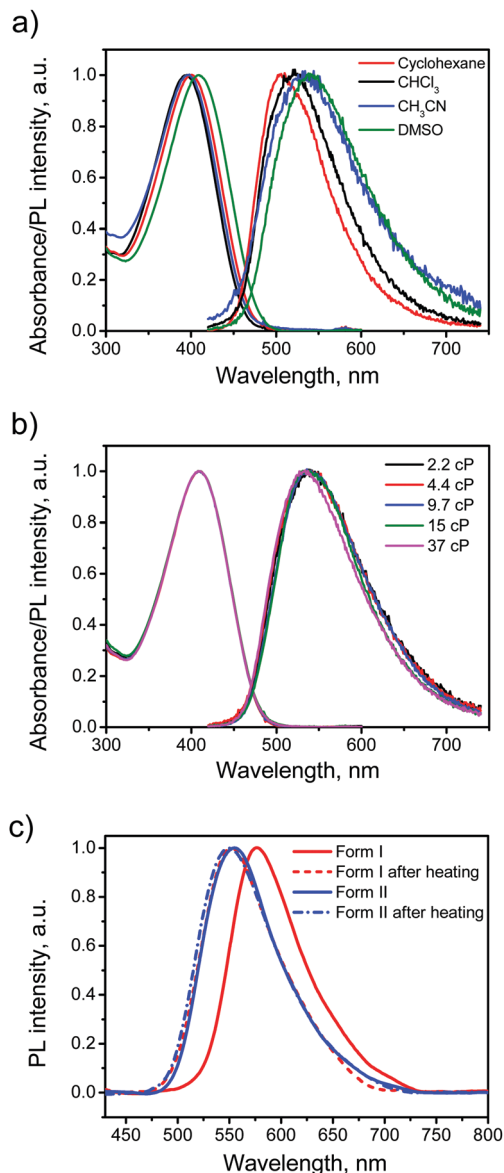 a)
Absorbance/PL intensity, a.u.
1.0
0.8
0.6
0.4
0.2
0.0
Cyclohexane
CHCl₃
CH₃CN
DMSO
300 400 500 600 700
Wavelength, nm
b)
Absorbance/PL intensity, a.u.
1.0
0.8
0.6
0.4
0.2
0.0
2.2 cP
4.4 cP
9.7 cP
15 cP
37 cP
300 400 500 600 700
Wavelength, nm
c)
PL intensity, a.u.
1.0
0.8
0.6
0.4
0.2
0.0
Form I
Form I after heating
Form II
Form II after heating
450 500 550 600 650 700 750 800
Wavelength, nm